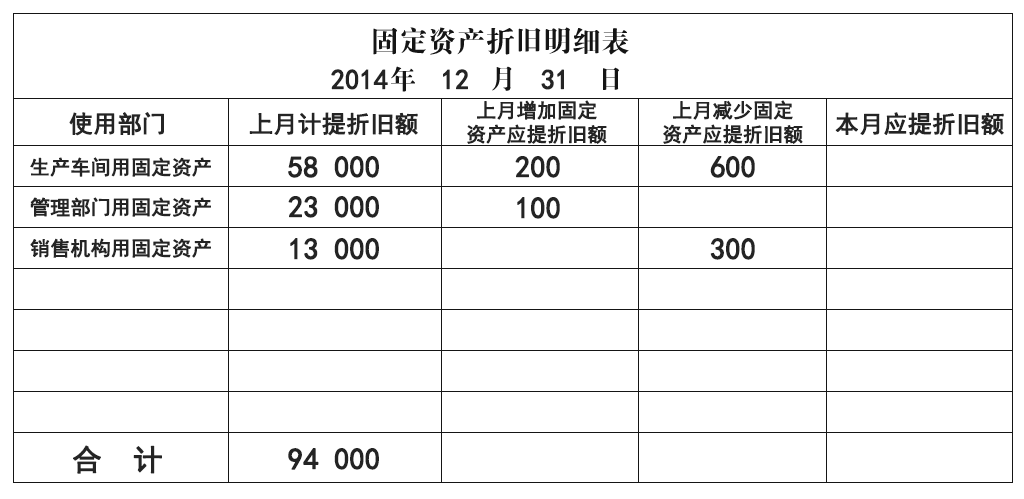 固定资产折旧明细表
2014年 12 月 31 日
使用部门 上月计提折旧额 上月增加固定资产应提折旧额 上月减少固定资产应提折旧额 本月应提折旧额
生产车间用固定资产 58 000 200 600
管理部门用固定资产 23 000 100
销售机构用固定资产 13 000 300
合 计 94 000